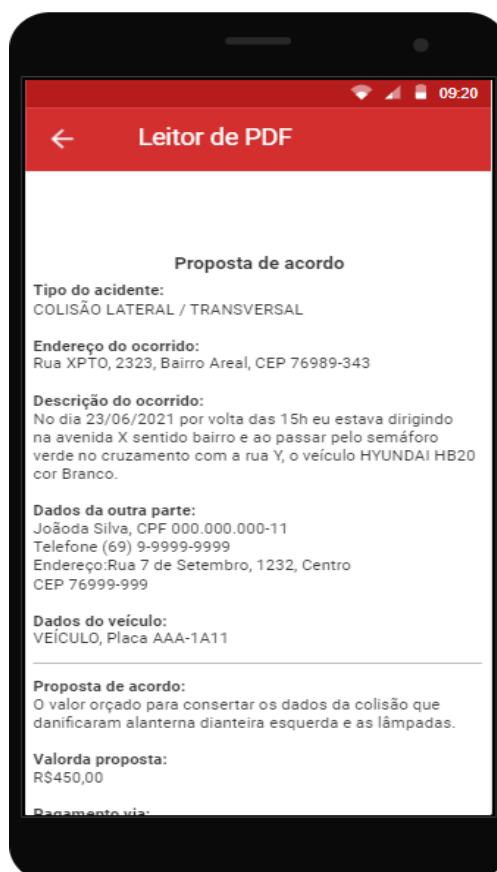 09:20
Leitor de PDF
Proposta de acordo
Tipo do acidente:
COLISÃO LATERAL / TRANSVERSAL
Endereço do ocorrido:
Rua XPTO, 2323, Bairro Areal, CEP 76989-343
Descrição do ocorrido:
No dia 23/06/2021 por volta das 15h eu estava dirigindo
na avenida X sentido bairro e ao passar pelo semáforo
verde no cruzamento com a rua Y, o veículo HYUNDAI HB20
cor Branco.
Dados da outra parte:
Joãoda Silva, CPF 000.000.000-11
Telefone (69) 9-9999-9999
Endereço:Rua 7 de Setembro, 1232, Centro
CEP 76999-999
Dados do veículo:
VEÍCULO, Placa AAA-1A11
Proposta de acordo:
O valor orçado para consertar os dados da colisão que
danificaram alanterna dianteira esquerda e as lâmpadas.
Valorda proposta:
R$450,00
Pagamento via: